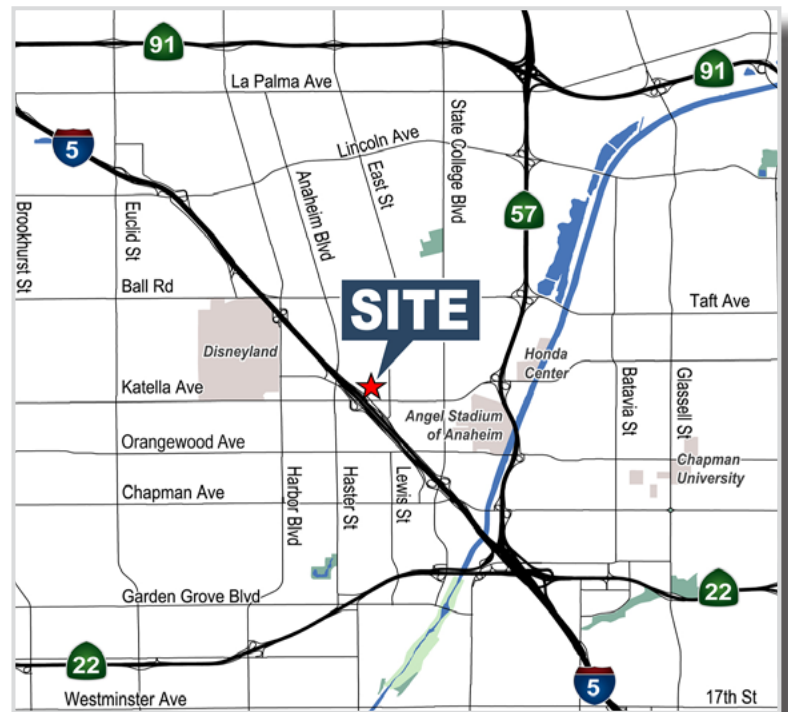 91
La Palma Ave
91
5
Lincoln Ave
State College Blvd
East St
Anaheim Blvd
57
Brookhurst St
Euclid St
Ball Rd
SITE
Taft Ave
Disneyland
Honda
Center
Katella Ave
Batavia St
Glassell St
Angel Stadium
of Anaheim
Orangewood Ave
Chapman
University
Chapman Ave
Harbor Blvd
Haster St
Lewis St
Garden Grove Blvd
22
22
5
Westminster Ave
17th St